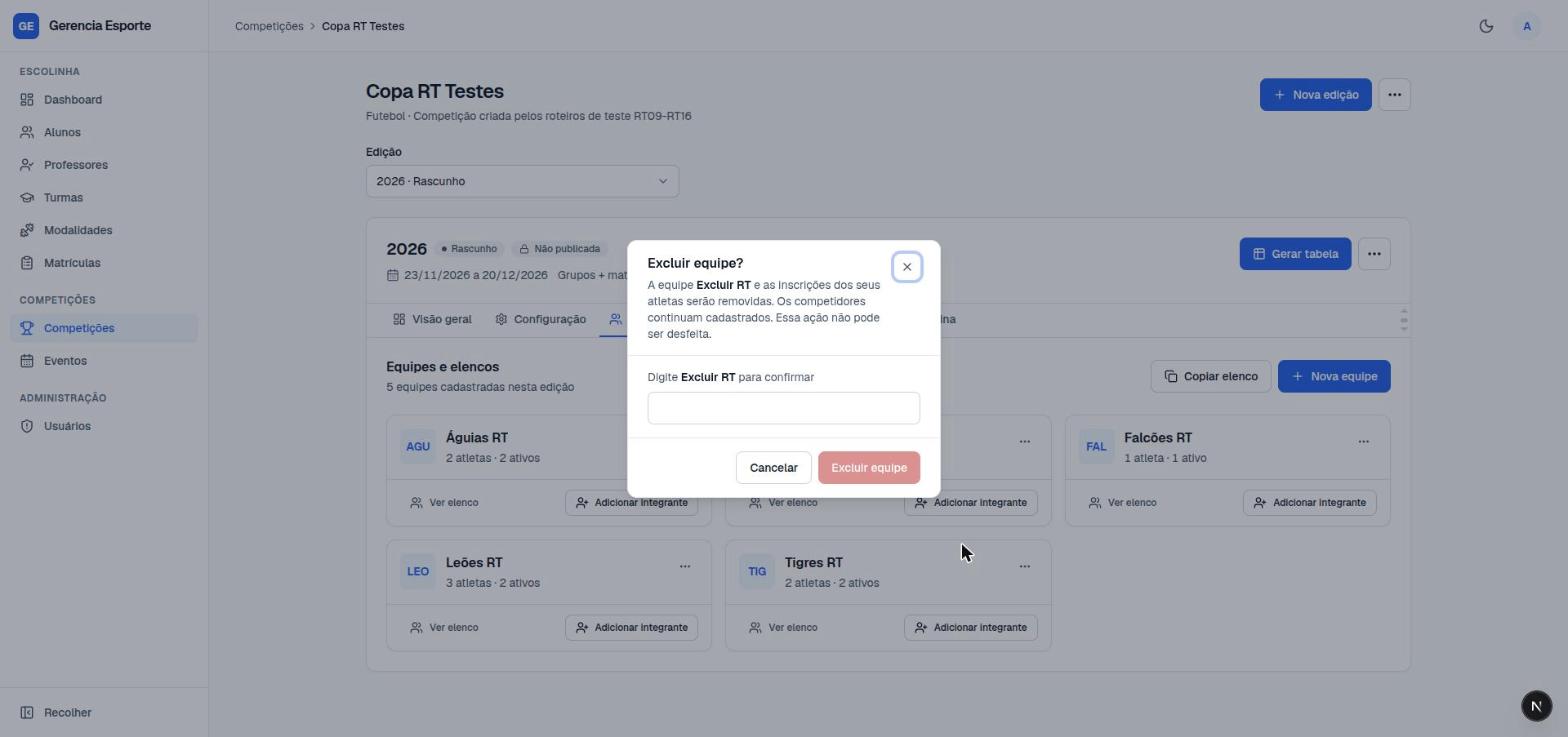 GE Gerencia Esporte
Competições > Copa RT Testes
A
ESCOLINHA
Dashboard
Alunos
Professores
Turmas
Modalidades
Matrículas
COMPETIÇÕES
Competições
Eventos
ADMINISTRAÇÃO
Usuários
Recolher
Copa RT Testes
Futebol · Competição criada pelos roteiros de teste RT09-RT16
+ Nova edição
Edição
2026 · Rascunho
2026 Rascunho Não publicada
23/11/2026 a 20/12/2026 Grupos + mat
Gerar tabela
Visão geral Configuração ina
Equipes e elencos
5 equipes cadastradas nesta edição
Copiar elenco + Nova equipe
AGU Águias RT
2 atletas · 2 ativos
Ver elenco Adicionar integrante
Ver elenco Adicionar integrante
FAL Falcões RT
1 atleta · 1 ativo
Ver elenco Adicionar integrante
LEO Leões RT
3 atletas · 2 ativos
Ver elenco Adicionar integrante
TIG Tigres RT
2 atletas · 2 ativos
Ver elenco Adicionar integrante
Excluir equipe?
A equipe Excluir RT e as inscrições dos seus
atletas serão removidas. Os competidores
continuam cadastrados. Essa ação não pode
ser desfeita.
Digite Excluir RT para confirmar
Cancelar Excluir equipe
N